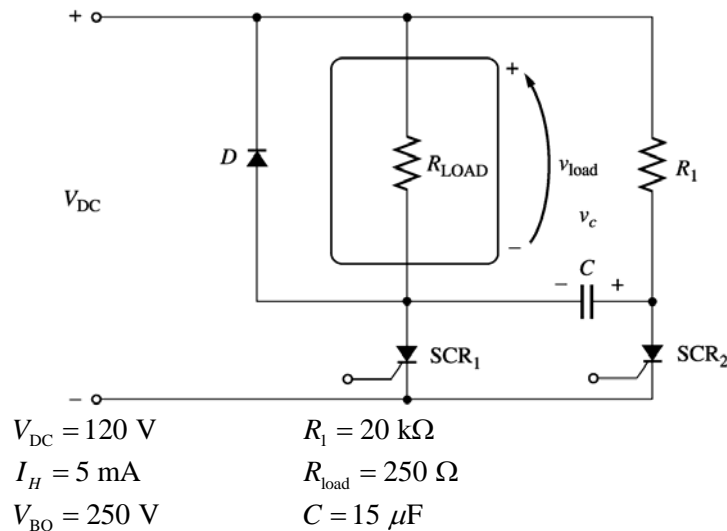 +
D
R_LOAD
+
−
v_load
v_c
R_1
V_DC
C
−
+
SCR_1
SCR_2
−
V_DC = 120 V
R_1 = 20 kΩ
I_H = 5 mA
R_load = 250 Ω
V_BO = 250 V
C = 15 μF